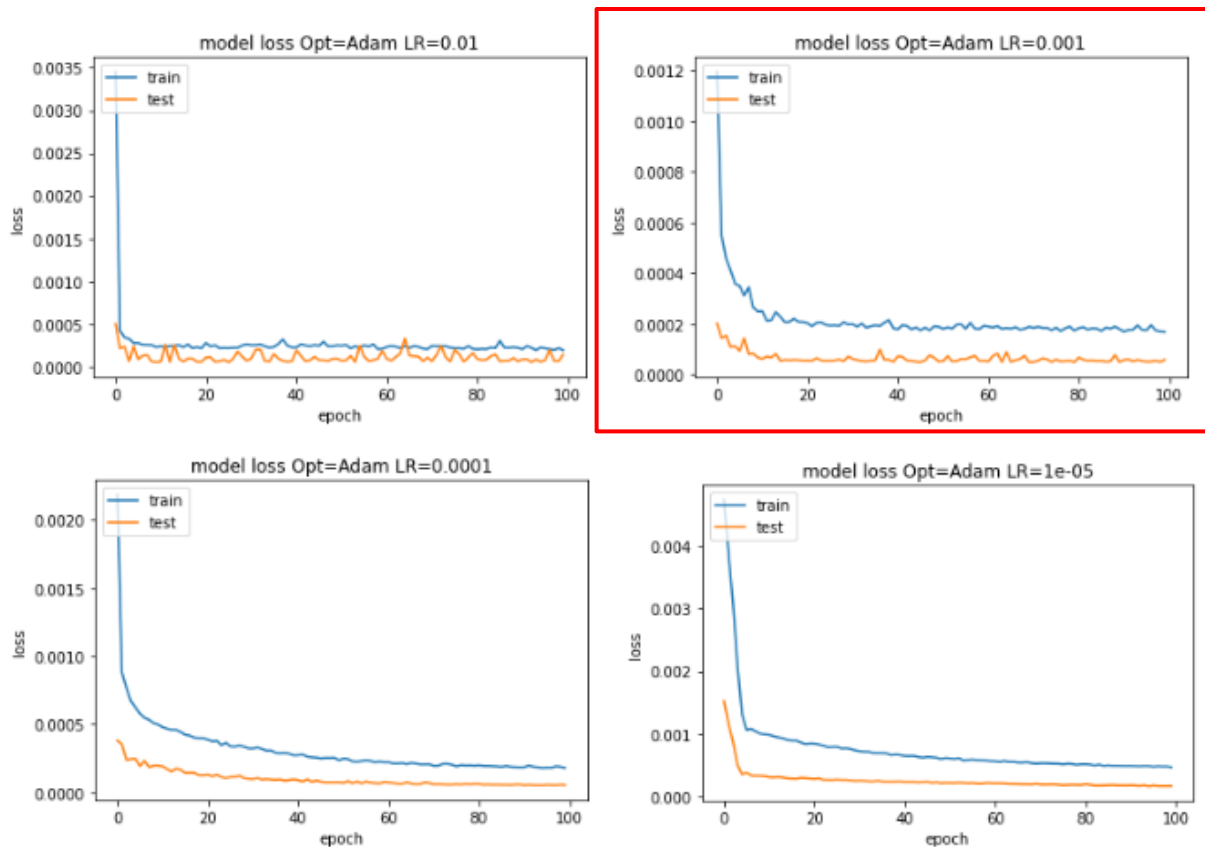 model loss Opt=Adam LR=0.01
0.0035
0.0030
0.0025
0.0020
0.0015
0.0010
0.0005
0.0000
loss
train
test
0 20 40 60 80 100
epoch
model loss Opt=Adam LR=0.001
0.0012
0.0010
0.0008
0.0006
0.0004
0.0002
0.0000
loss
train
test
0 20 40 60 80 100
epoch
model loss Opt=Adam LR=0.0001
0.0020
0.0015
0.0010
0.0005
0.0000
loss
train
test
0 20 40 60 80 100
epoch
model loss Opt=Adam LR=1e-05
0.004
0.003
0.002
0.001
0.000
loss
train
test
0 20 40 60 80 100
epoch